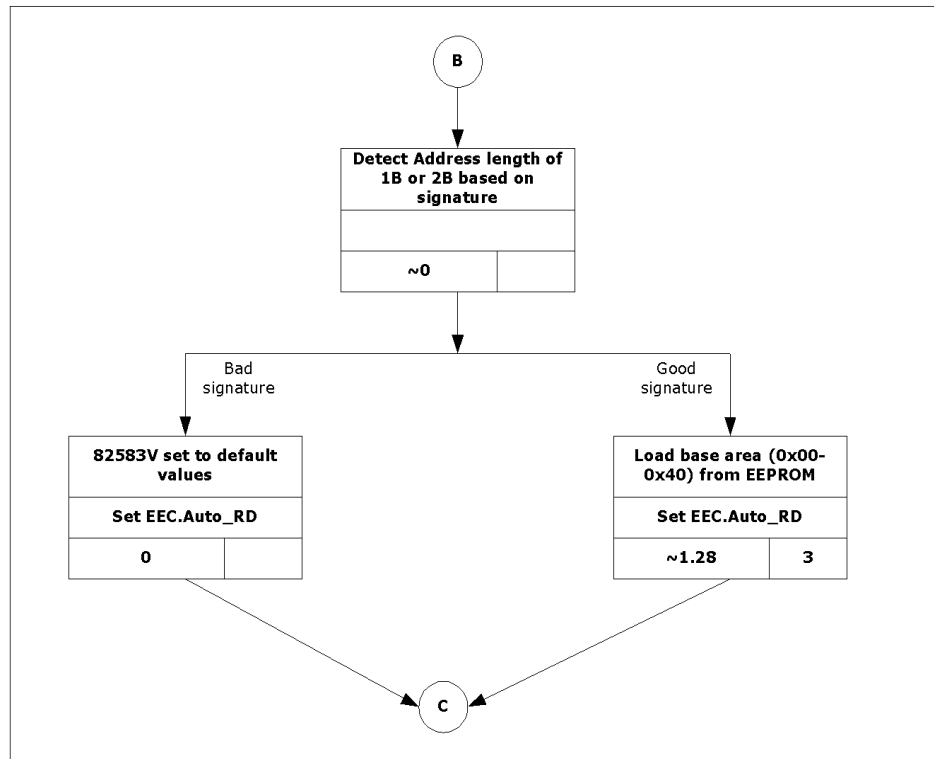 B
Detect Address length of
1B or 2B based on
signature
~0
Bad
signature
Good
signature
82583V set to default
values
Set EEC.Auto_RD
0
Load base area (0x00-
0x40) from EEPROM
Set EEC.Auto_RD
~1.28
3
C